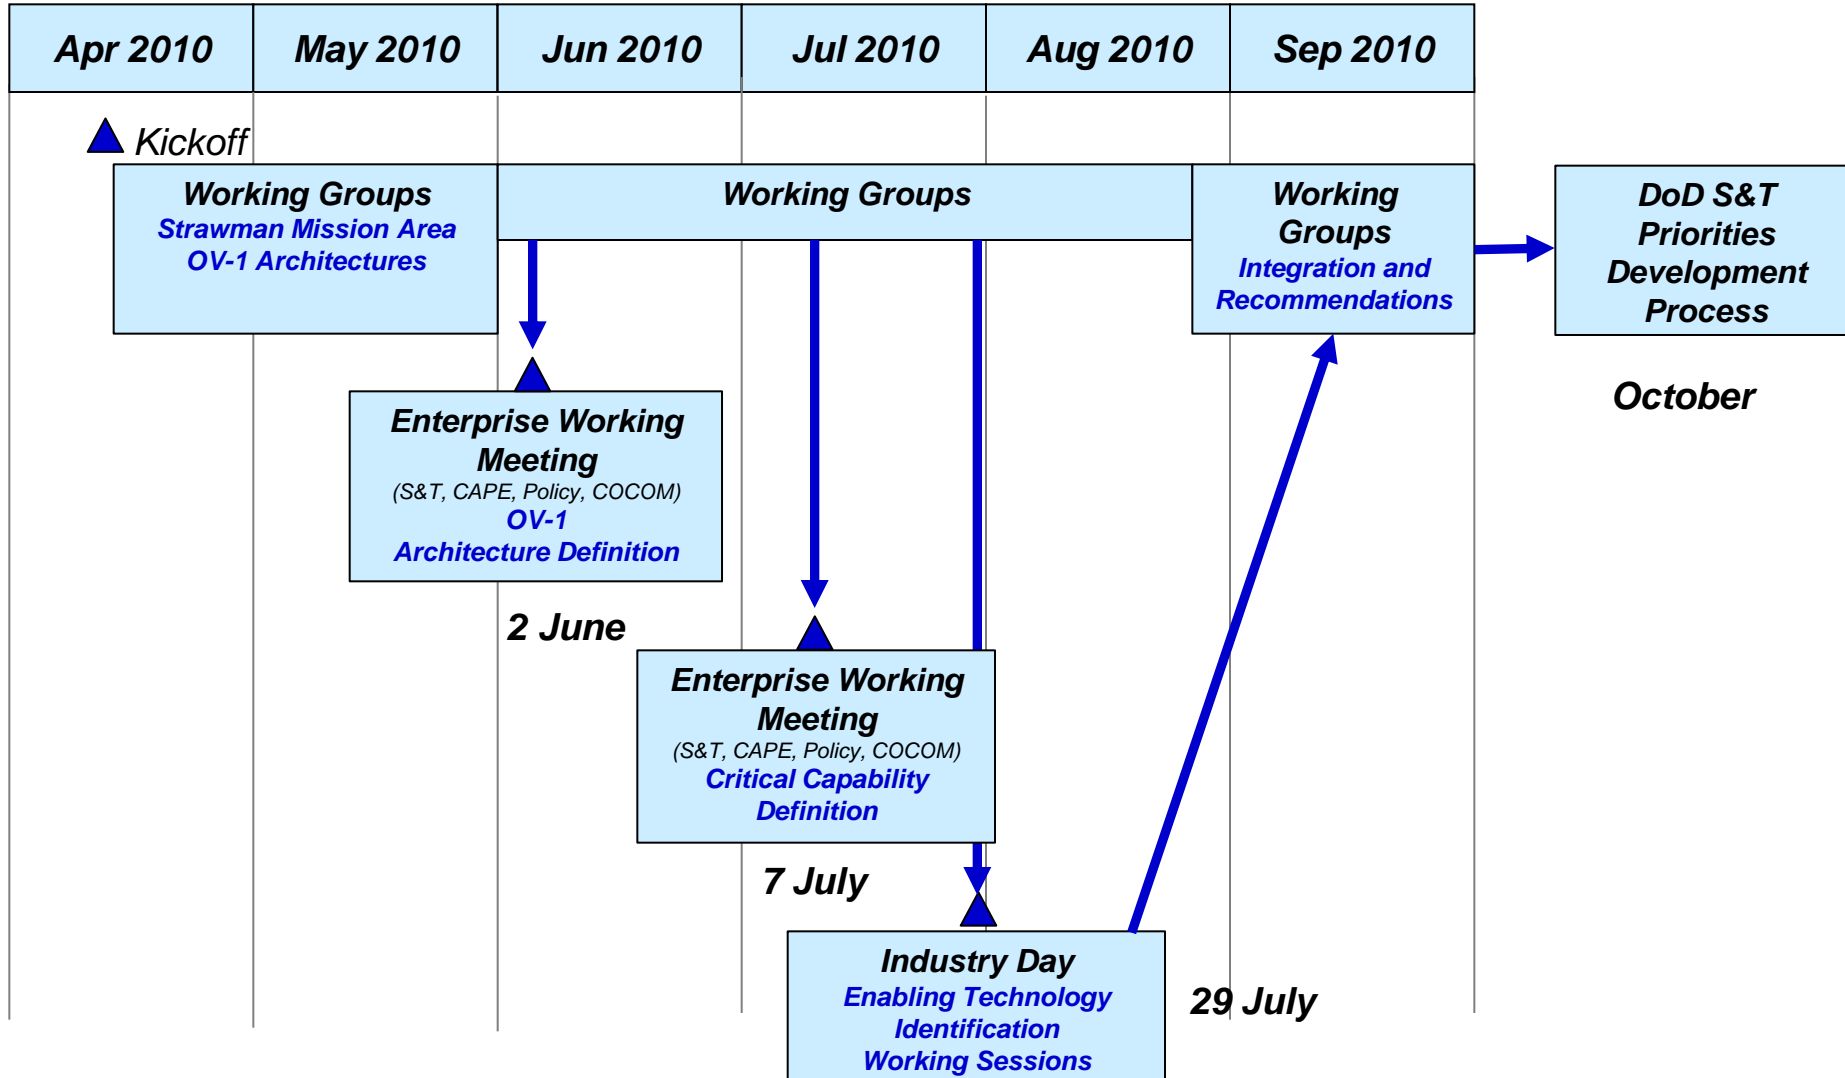 Apr 2010
May 2010
Jun 2010
Jul 2010
Aug 2010
Sep 2010
Kickoff
Working Groups
Strawman Mission Area
OV-1 Architectures
Working Groups
Working
Groups
Integration and
Recommendations
DoD S&T
Priorities
Development
Process
October
Enterprise Working
Meeting
(S&T, CAPE, Policy, COCOM)
OV-1
Architecture Definition
2 June
Enterprise Working
Meeting
(S&T, CAPE, Policy, COCOM)
Critical Capability
Definition
7 July
Industry Day
Enabling Technology
Identification
Working Sessions
29 July